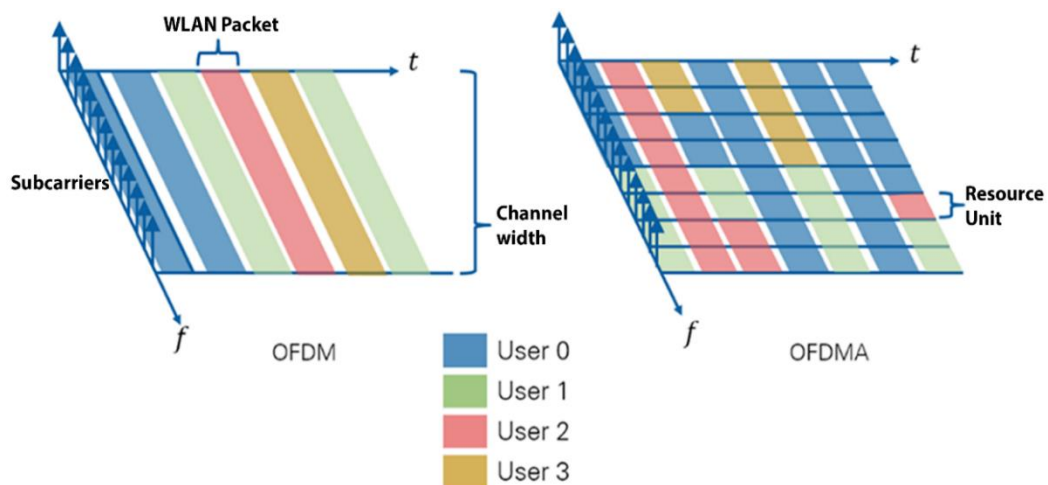 WLAN Packet
t
Subcarriers
Channel
width
f
OFDM
t
Resource
Unit
f
OFDMA
User 0
User 1
User 2
User 3